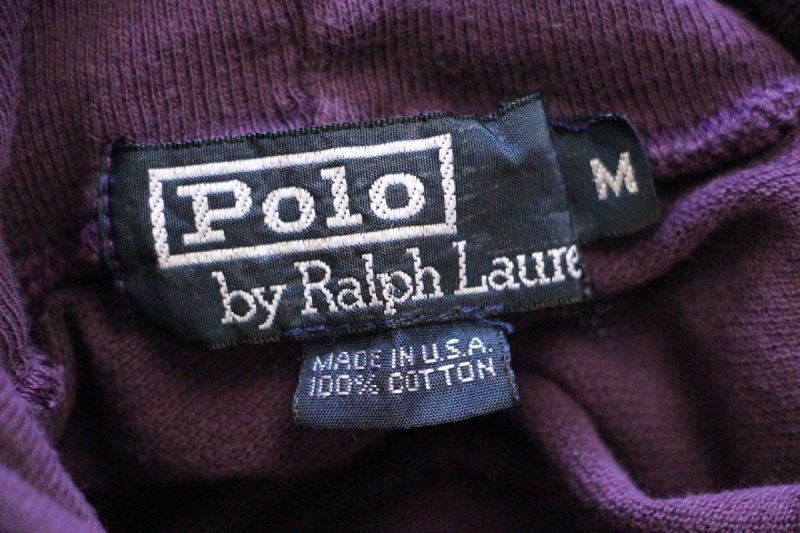 Polo
by Ralph Laure
M
MADE IN U.S.A.
100% COTTON